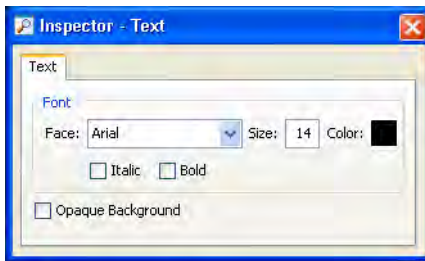 Inspector - Text
Text
Font
Face: Arial Size: 14 Color:
Italic Bold
Opaque Background